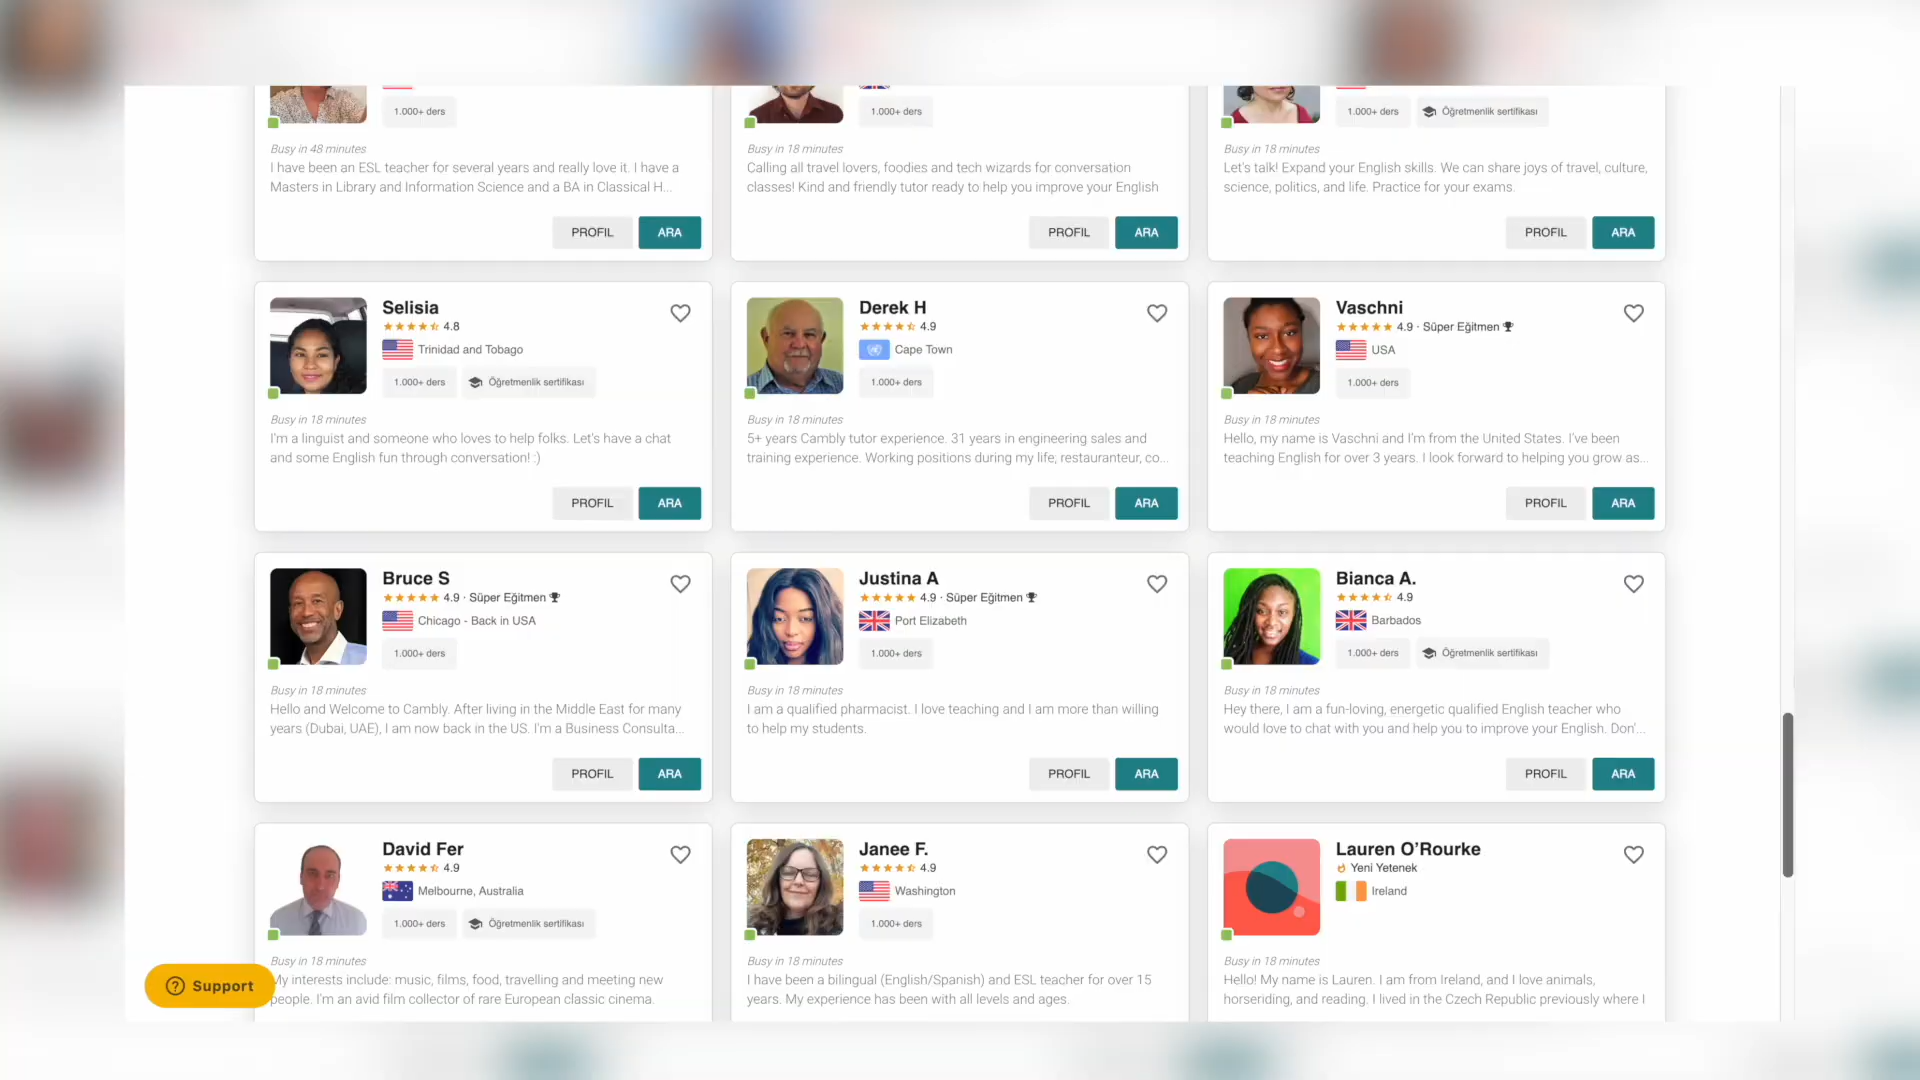 1.000+ ders
Busy in 48 minutes
I have been an ESL teacher for several years and really love it. I have a
Masters in Library and Information Science and a BA in Classical H...
PROFIL
ARA
1.000+ ders
Busy in 18 minutes
Calling all travel lovers, foodies and tech wizards for conversation
classes! Kind and friendly tutor ready to help you improve your English
PROFIL
ARA
1.000+ ders
Öğretmenlik sertifikası
Busy in 18 minutes
Let's talk! Expand your English skills. We can share joys of travel, culture,
science, politics, and life. Practice for your exams.
PROFIL
ARA
Selisia
4.8
Trinidad and Tobago
1.000+ ders
Öğretmenlik sertifikası
Busy in 18 minutes
I'm a linguist and someone who loves to help folks. Let's have a chat
and some English fun through conversation! :)
PROFIL
ARA
Derek H
4.9
Cape Town
1.000+ ders
Busy in 18 minutes
5+ years Cambly tutor experience. 31 years in engineering sales and
training experience. Working positions during my life; restauranteur, co...
PROFIL
ARA
Vaschni
4.9 · Süper Eğitmen
USA
1.000+ ders
Busy in 18 minutes
Hello, my name is Vaschni and I'm from the United States. I've been
teaching English for over 3 years. I look forward to helping you grow as...
PROFIL
ARA
Bruce S
4.9 · Süper Eğitmen
Chicago - Back in USA
1.000+ ders
Busy in 18 minutes
Hello and Welcome to Cambly. After living in the Middle East for many
years (Dubai, UAE), I am now back in the US. I'm a Business Consulta...
PROFIL
ARA
Justina A
4.9 · Süper Eğitmen
Port Elizabeth
1.000+ ders
Busy in 18 minutes
I am a qualified pharmacist. I love teaching and I am more than willing
to help my students.
PROFIL
ARA
Bianca A.
4.9
Barbados
1.000+ ders
Öğretmenlik sertifikası
Busy in 18 minutes
Hey there, I am a fun-loving, energetic qualified English teacher who
would love to chat with you and help you to improve your English. Don'...
PROFIL
ARA
David Fer
4.9
Melbourne, Australia
1.000+ ders
Öğretmenlik sertifikası
Busy in 18 minutes
My interests include: music, films, food, travelling and meeting new
people. I'm an avid film collector of rare European classic cinema.
Janee F.
4.9
Washington
1.000+ ders
Busy in 18 minutes
I have been a bilingual (English/Spanish) and ESL teacher for over 15
years. My experience has been with all levels and ages.
Lauren O'Rourke
Yeni Yetenek
Ireland
Busy in 18 minutes
Hello! My name is Lauren. I am from Ireland, and I love animals,
horseriding, and reading. I lived in the Czech Republic previously where I
Support